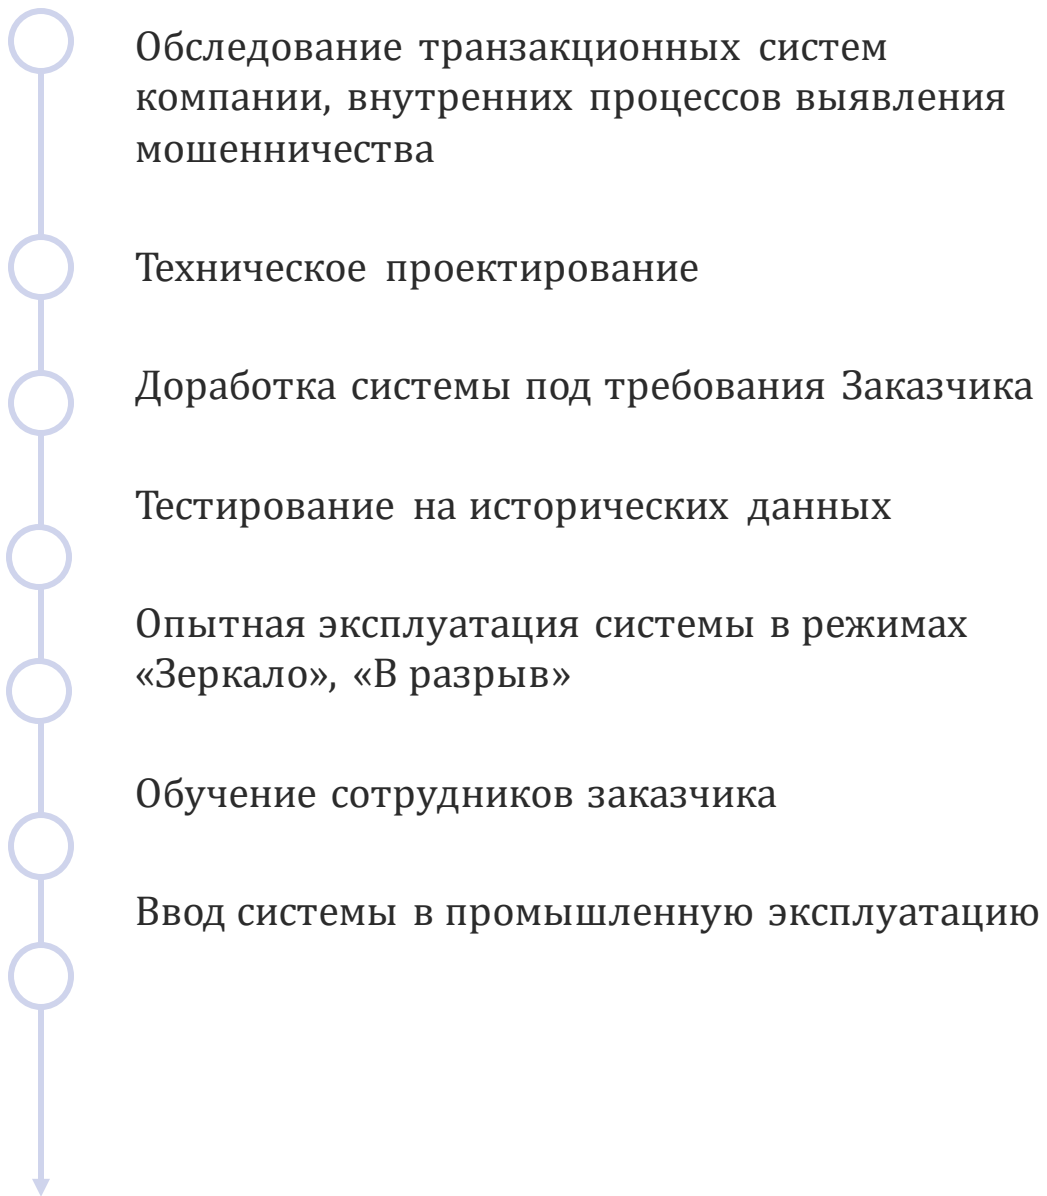 Обследование транзакционных систем
компании, внутренних процессов выявления
мошенничества
Техническое проектирование
Доработка системы под требования Заказчика
Тестирование на исторических данных
Опытная эксплуатация системы в режимах
«Зеркало», «В разрыв»
Обучение сотрудников заказчика
Ввод системы в промышленную эксплуатацию